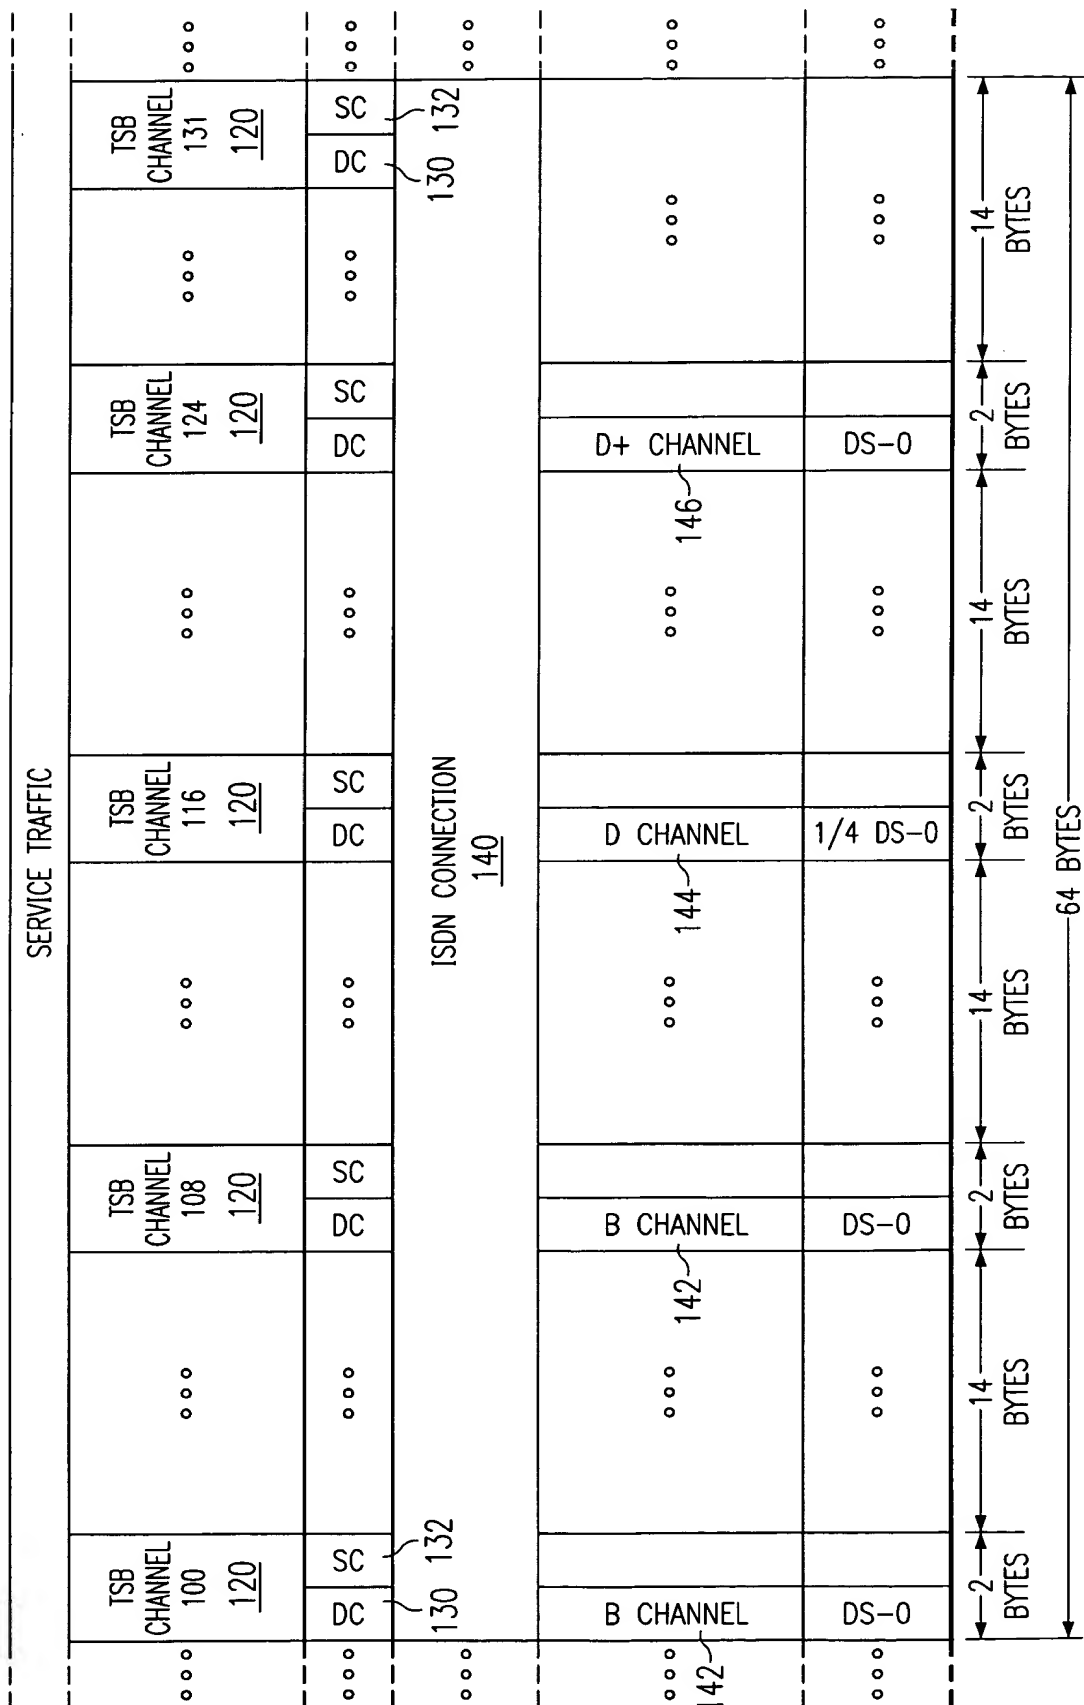 SERVICE TRAFFIC
TSB CHANNEL 100 120
TSB CHANNEL 108 120
TSB CHANNEL 116 120
TSB CHANNEL 124 120
TSB CHANNEL 131 120
DC SC DC SC DC SC DC SC DC SC
130 132 130 132
ISDN CONNECTION
140
B CHANNEL B CHANNEL D CHANNEL D+ CHANNEL
142 142 144 146
DS-0 DS-0 1/4 DS-0 DS-0
2 BYTES 14 BYTES 2 BYTES 14 BYTES 2 BYTES 14 BYTES 2 BYTES 14 BYTES
64 BYTES